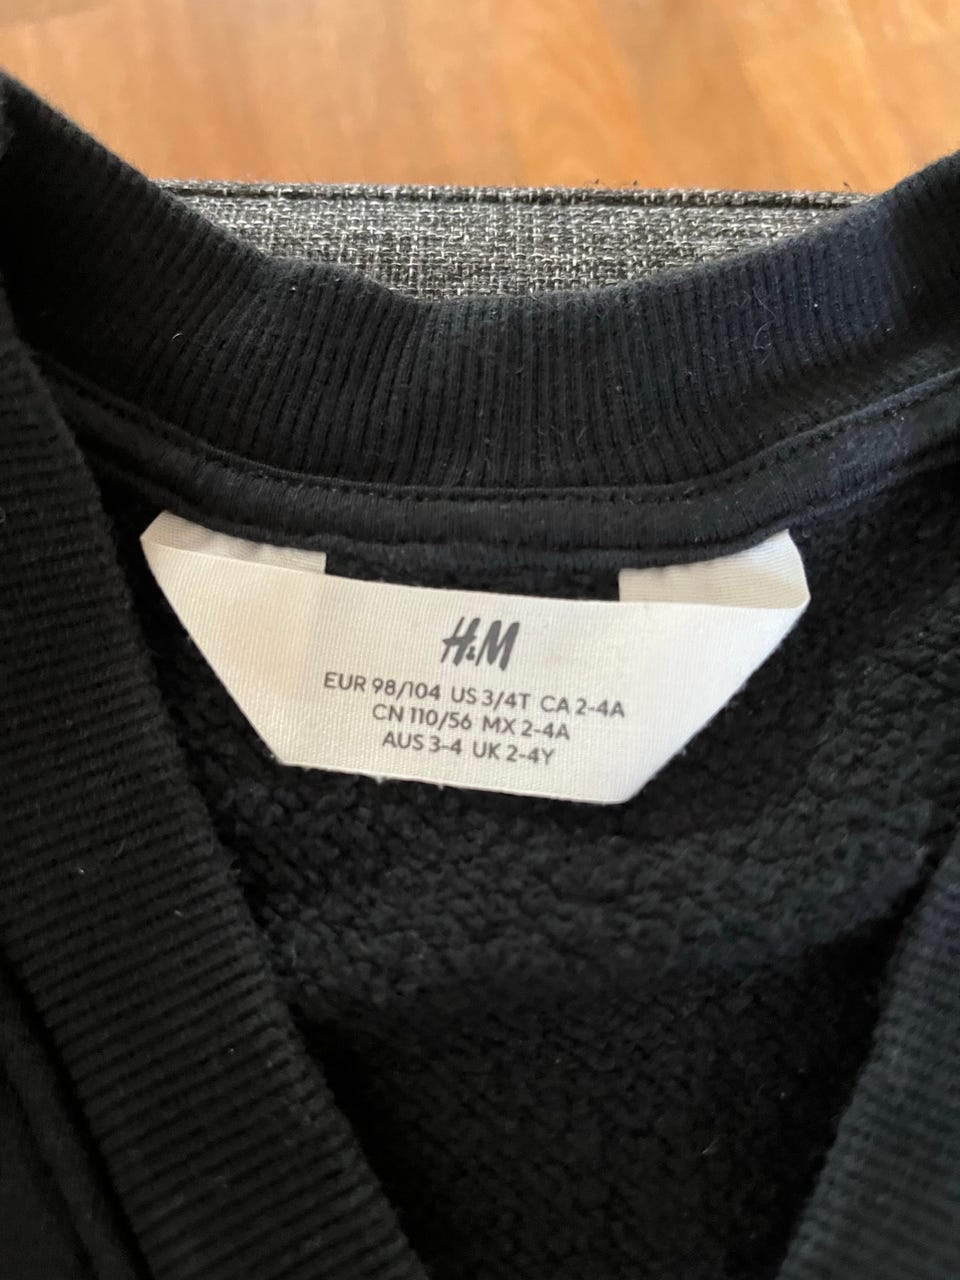 H&M
EUR 98/104 US 3/4T CA 2-4A
CN 110/56 MX 2-4A
AUS 3-4 UK 2-4Y